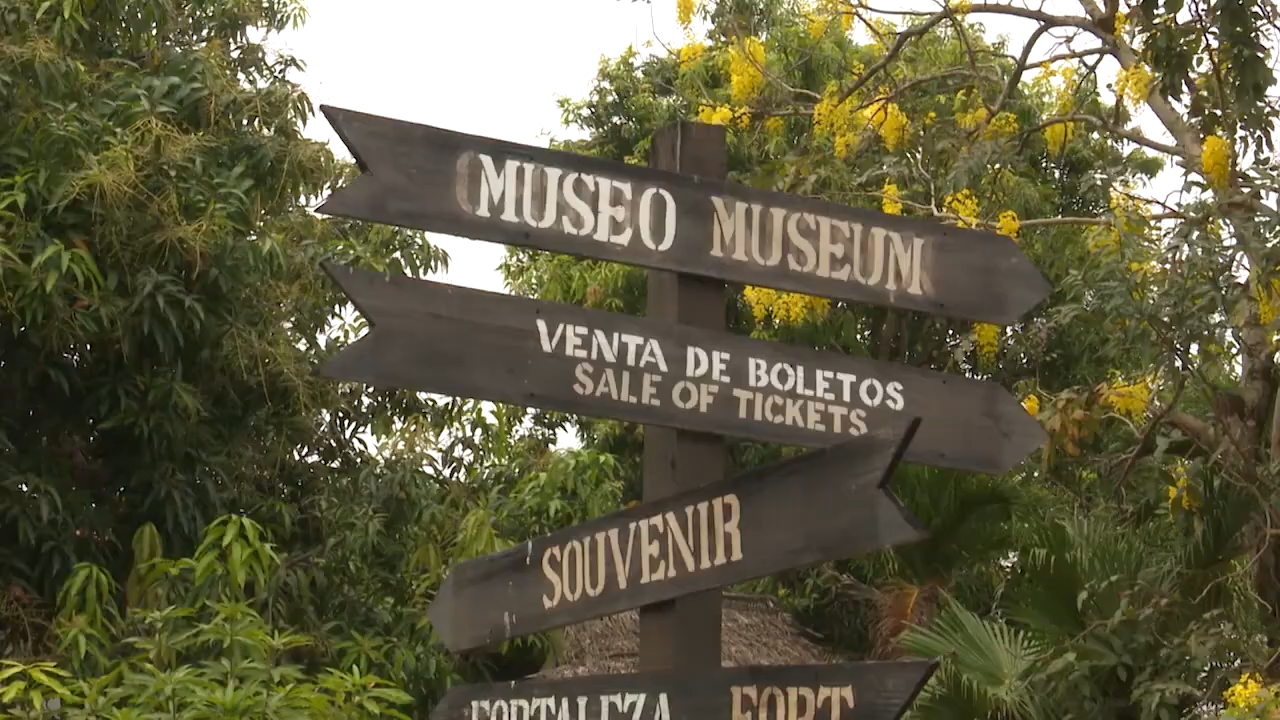 MUSEO MUSEUM
VENTA DE BOLETOS
SALE OF TICKETS
SOUVENIR
FORTALEZA FORT